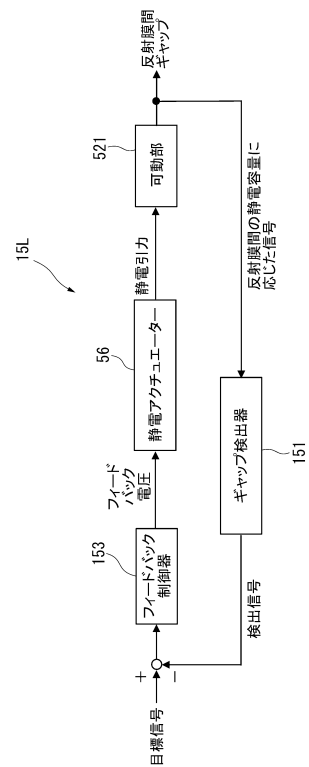 15L
目標信号
+
−
153
フィードバック
制御器
フィード
バック
電圧
56
静電アクチュエーター
静電引力
521
可動部
反射膜間
ギャップ
反射膜間の静電容量に
応じた信号
ギャップ検出器
151
検出信号